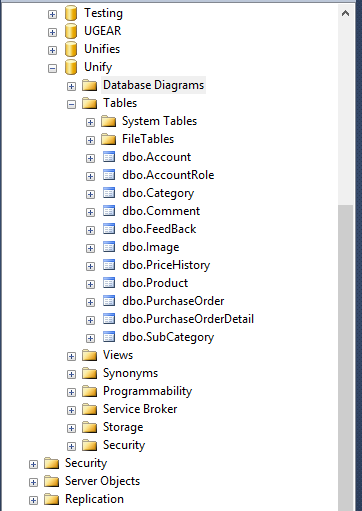 Testing
UGEAR
Unifies
Unify
Database Diagrams
Tables
System Tables
FileTables
dbo.Account
dbo.AccountRole
dbo.Category
dbo.Comment
dbo.FeedBack
dbo.Image
dbo.PriceHistory
dbo.Product
dbo.PurchaseOrder
dbo.PurchaseOrderDetail
dbo.SubCategory
Views
Synonyms
Programmability
Service Broker
Storage
Security
Security
Server Objects
Replication